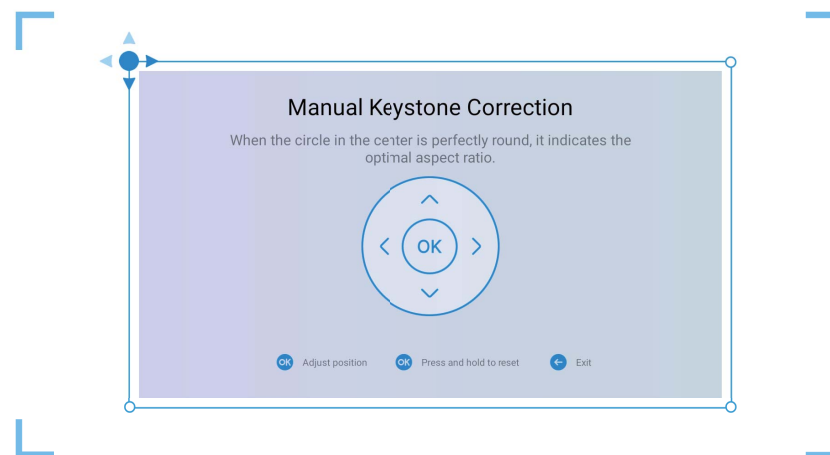 Manual Keystone Correction
When the circle in the center is perfectly round, it indicates the
optimal aspect ratio.
OK
OK Adjust position OK Press and hold to reset Exit